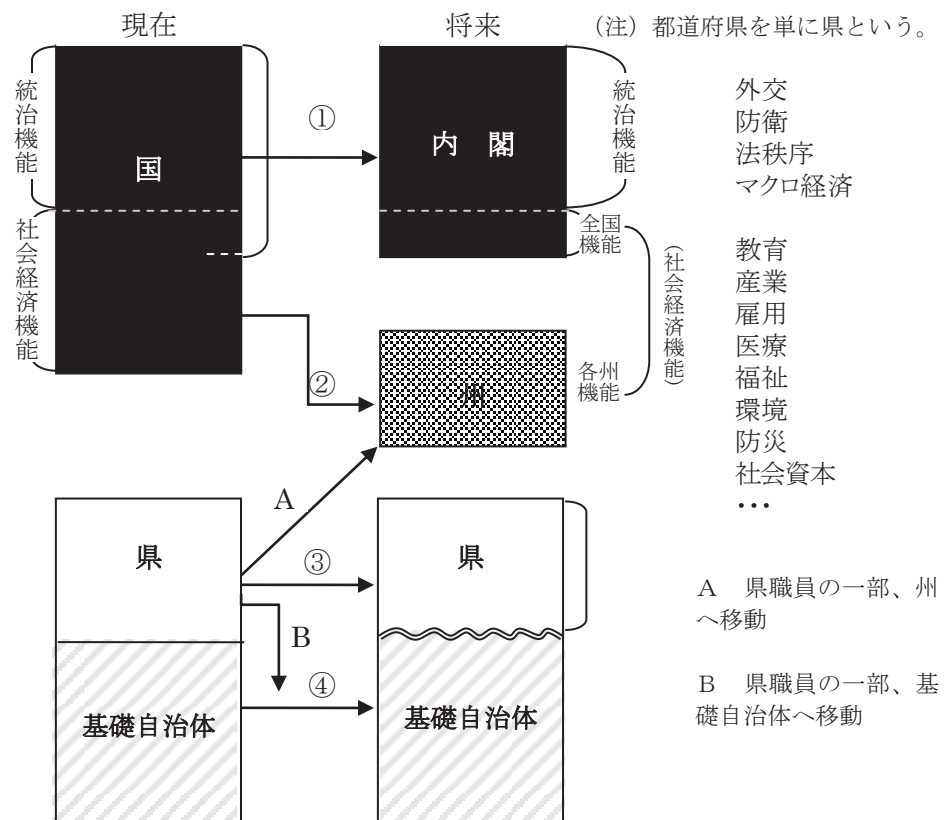 現在
将来
（注）都道府県を単に県という。
統治機能
国
社会経済機能
①
内　閣
統治機能
全国
機能
（社会経済機能）
②
州
各州
機能
外交
防衛
法秩序
マクロ経済
教育
産業
雇用
医療
福祉
環境
防災
社会資本
・・・
A
県
③
県
B
④
基礎自治体
基礎自治体
A　県職員の一部、州
へ移動
B　県職員の一部、基
礎自治体へ移動